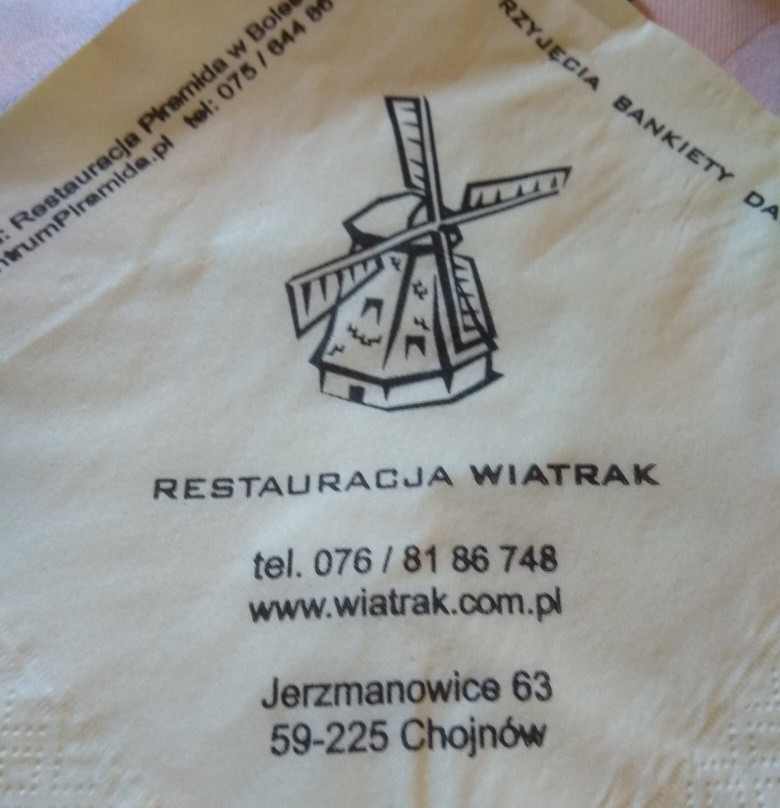 Restauracja Piramida w
tel: 075 / 644 86
BANKIETY
RESTAURACJA WIATRAK
tel. 076 / 81 86 748
www.wiatrak.com.pl
Jerzmanowice 63
59-225 Chojnów